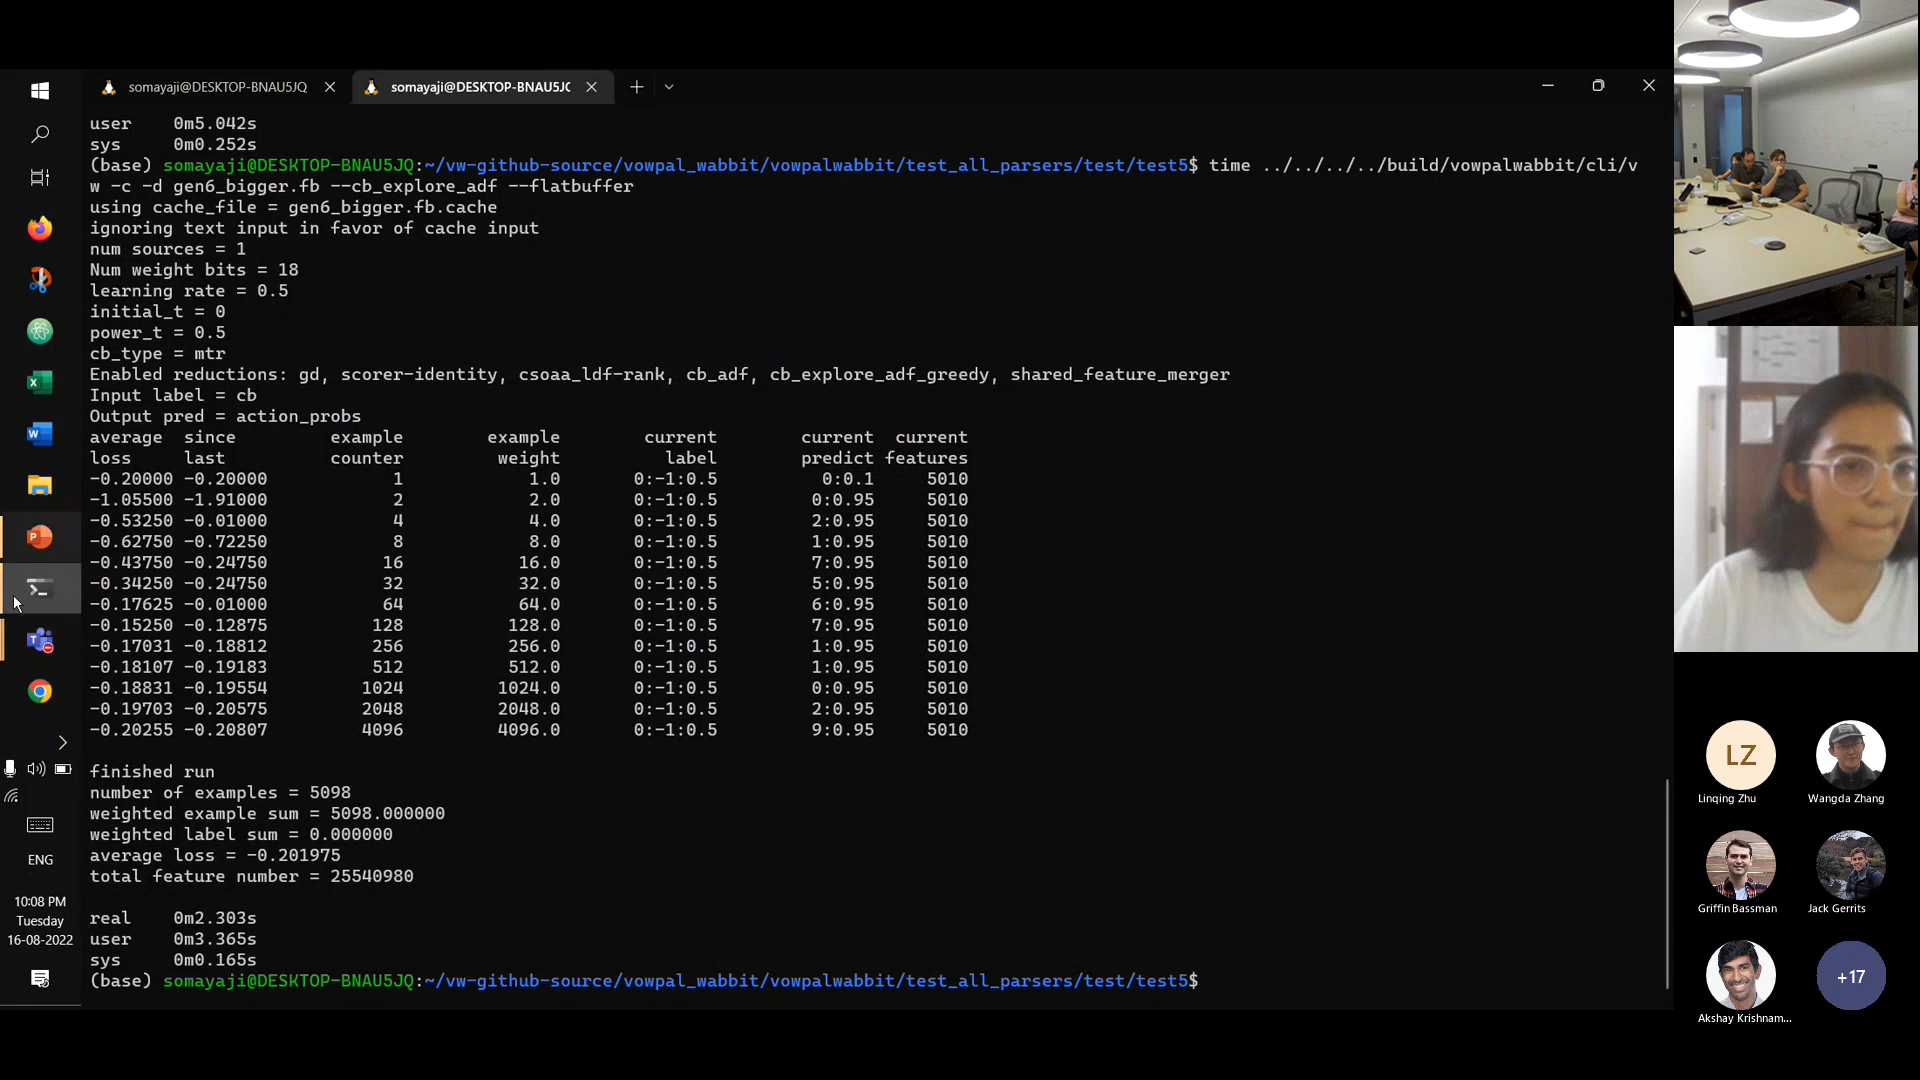 somayaji@DESKTOP-BNAU5JQ
somayaji@DESKTOP-BNAU5JQ
user 0m5.042s
sys 0m0.252s
(base) somayaji@DESKTOP-BNAU5JQ:~/vw-github-source/vowpal_wabbit/vowpalwabbit/test_all_parsers/test/test5$ time ../../../../build/vowpalwabbit/cli/v
w -c -d gen6_bigger.fb --cb_explore_adf --flatbuffer
using cache_file = gen6_bigger.fb.cache
ignoring text input in favor of cache input
num sources = 1
Num weight bits = 18
learning rate = 0.5
initial_t = 0
power_t = 0.5
cb_type = mtr
Enabled reductions: gd, scorer-identity, csoaa_ldf-rank, cb_adf, cb_explore_adf_greedy, shared_feature_merger
Input label = cb
Output pred = action_probs
average since example example current current current
loss last counter weight label predict features
-0.20000 -0.20000 1 1.0 0:-1:0.5 0:0.1 5010
-1.05500 -1.91000 2 2.0 0:-1:0.5 0:0.95 5010
-0.53250 -0.01000 4 4.0 0:-1:0.5 2:0.95 5010
-0.62750 -0.72250 8 8.0 0:-1:0.5 1:0.95 5010
-0.43750 -0.24750 16 16.0 0:-1:0.5 7:0.95 5010
-0.34250 -0.24750 32 32.0 0:-1:0.5 5:0.95 5010
-0.17625 -0.01000 64 64.0 0:-1:0.5 6:0.95 5010
-0.15250 -0.12875 128 128.0 0:-1:0.5 7:0.95 5010
-0.17031 -0.18812 256 256.0 0:-1:0.5 1:0.95 5010
-0.18107 -0.19183 512 512.0 0:-1:0.5 1:0.95 5010
-0.18831 -0.19554 1024 1024.0 0:-1:0.5 0:0.95 5010
-0.19703 -0.20575 2048 2048.0 0:-1:0.5 2:0.95 5010
-0.20255 -0.20807 4096 4096.0 0:-1:0.5 9:0.95 5010
finished run
number of examples = 5098
weighted example sum = 5098.000000
weighted label sum = 0.000000
average loss = -0.201975
total feature number = 25540980
real 0m2.303s
user 0m3.365s
sys 0m0.165s
(base) somayaji@DESKTOP-BNAU5JQ:~/vw-github-source/vowpal_wabbit/vowpalwabbit/test_all_parsers/test/test5$
ENG
10:08 PM
Tuesday
16-08-2022
LZ
Linqing Zhu
Wangda Zhang
Griffin Bassman
Jack Gerrits
Akshay Krishnam...
+17